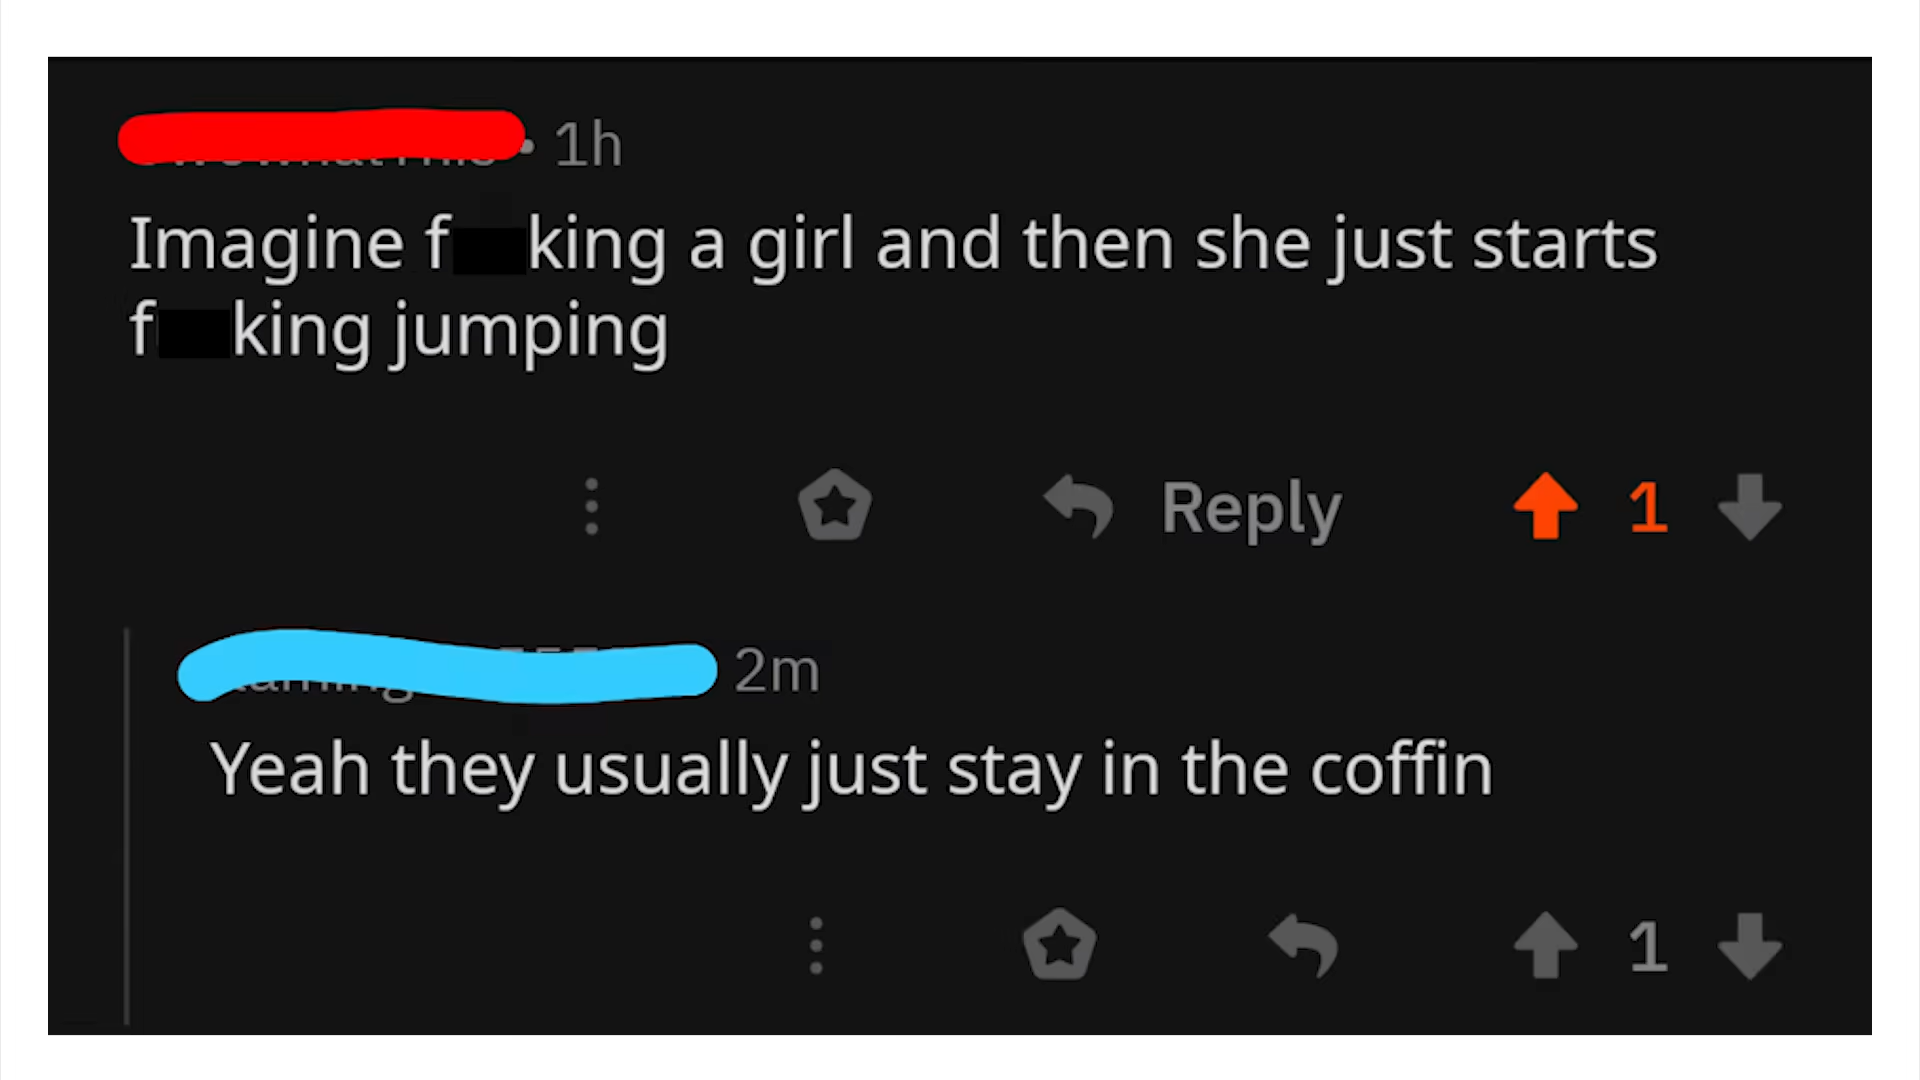 • 1h
Imagine f king a girl and then she just starts
f king jumping
Reply 1
2m
Yeah they usually just stay in the coffin
1